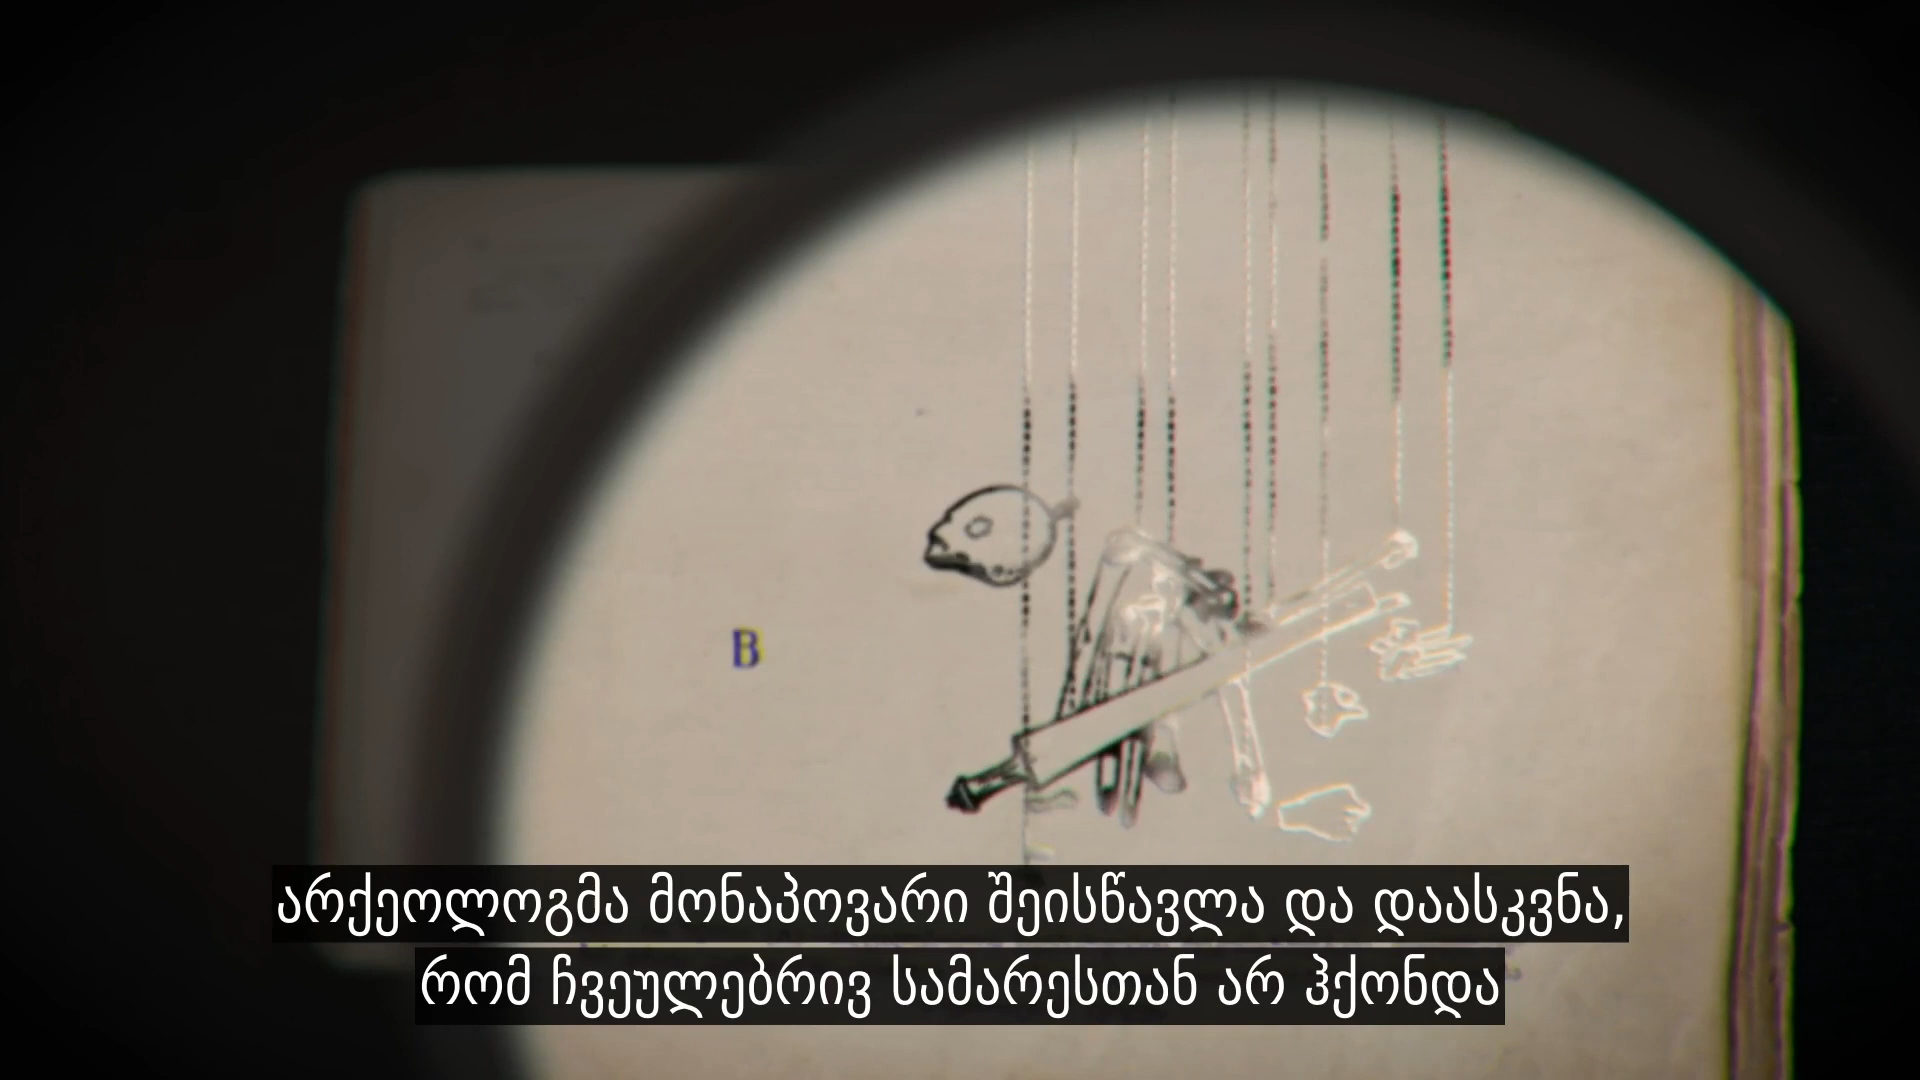 B
არქეოლოგმა მონაპოვარი შეისწავლა და დაასკვნა,
რომ ჩვეულებრივ სამარესთან არ ჰქონდა